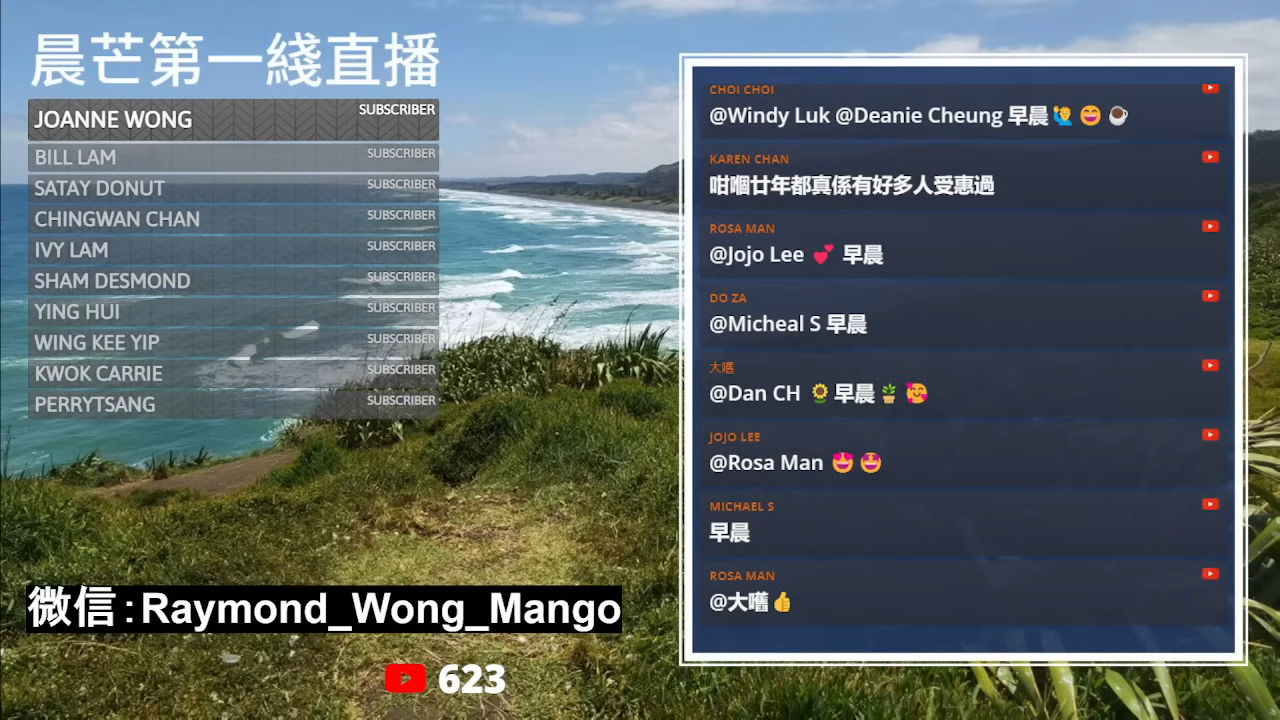 晨芒第一綫直播
JOANNE WONG SUBSCRIBER
BILL LAM SUBSCRIBER
SATAY DONUT SUBSCRIBER
CHINGWAN CHAN SUBSCRIBER
IVY LAM SUBSCRIBER
SHAM DESMOND SUBSCRIBER
YING HUI SUBSCRIBER
WING KEE YIP SUBSCRIBER
KWOK CARRIE SUBSCRIBER
PERRYTSANG SUBSCRIBER
微信:Raymond_Wong_Mango
623
CHOI CHOI
@Windy Luk @Deanie Cheung 早晨🙋‍♂️😄☕
KAREN CHAN
咁嗰廿年都真係有好多人受惠過
ROSA MAN
@Jojo Lee 💕 早晨
DO ZA
@Micheal S 早晨
大嚿
@Dan CH 🌻早晨🪴🥰
JOJO LEE
@Rosa Man 😍🤩
MICHAEL S
早晨
ROSA MAN
@大嚿👍